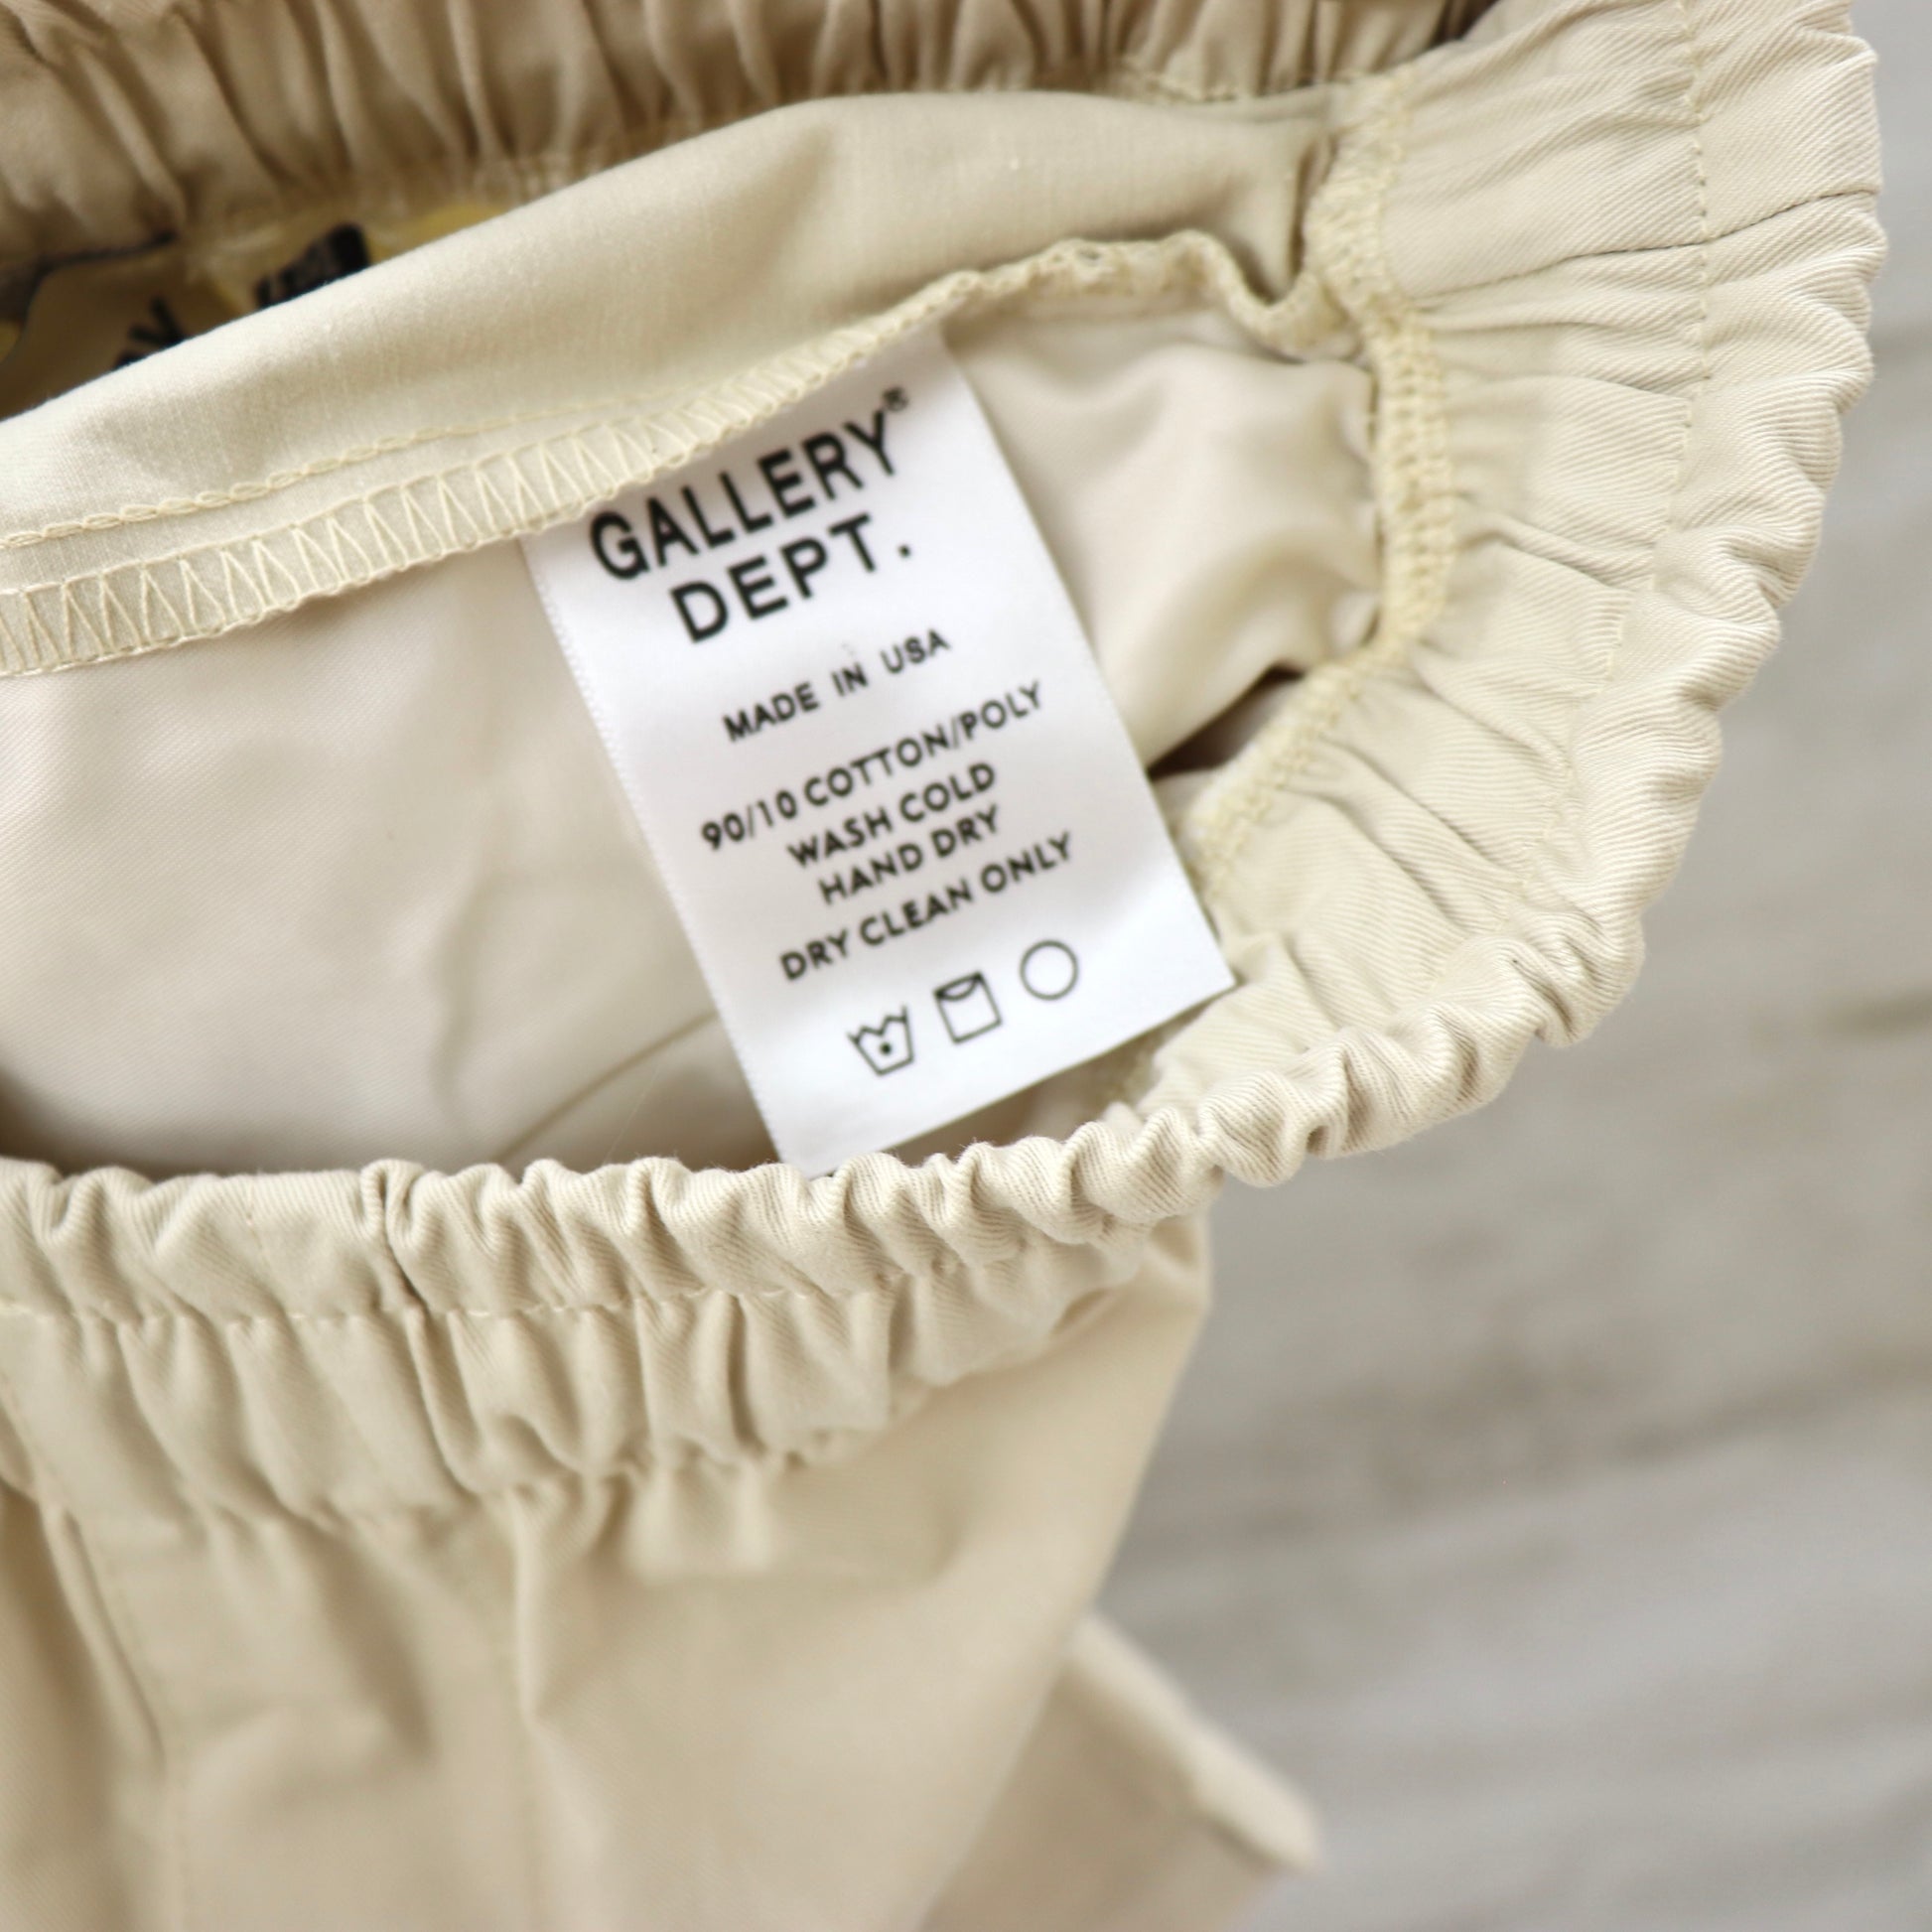 GALLERY®
DEPT.
MADE IN USA
90/10 COTTON/POLY
WASH COLD
HAND DRY
DRY CLEAN ONLY